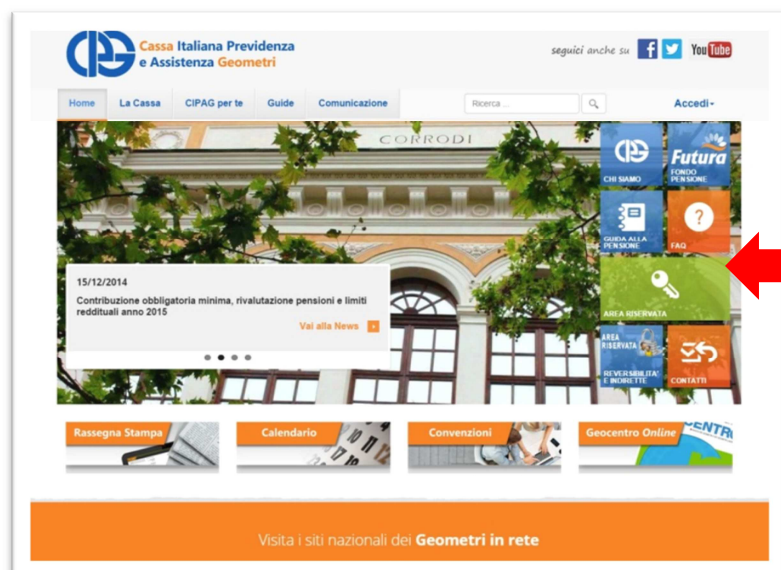 Cassa Italiana Previdenza
e Assistenza Geometri
seguici anche su
You Tube
Home
La Cassa
CIPAG per te
Guide
Comunicazione
Ricerca ...
Accedi
CORRODI
CHI SIAMO
Futura
FONDO
PENSIONE
GUIDA ALLA
PENSIONE
?
FAQ
15/12/2014
Contribuzione obbligatoria minima, rivalutazione pensioni e limiti
reddituali anno 2015
Vai alla News
AREA RISERVATA
AREA
RISERVATA
REVERSIBILITA'
E INDIRETTE
CONTATTI
Rassegna Stampa
Calendario
10 11
Convenzioni
Geocentro Online
CENTR
Visita i siti nazionali dei Geometri in rete